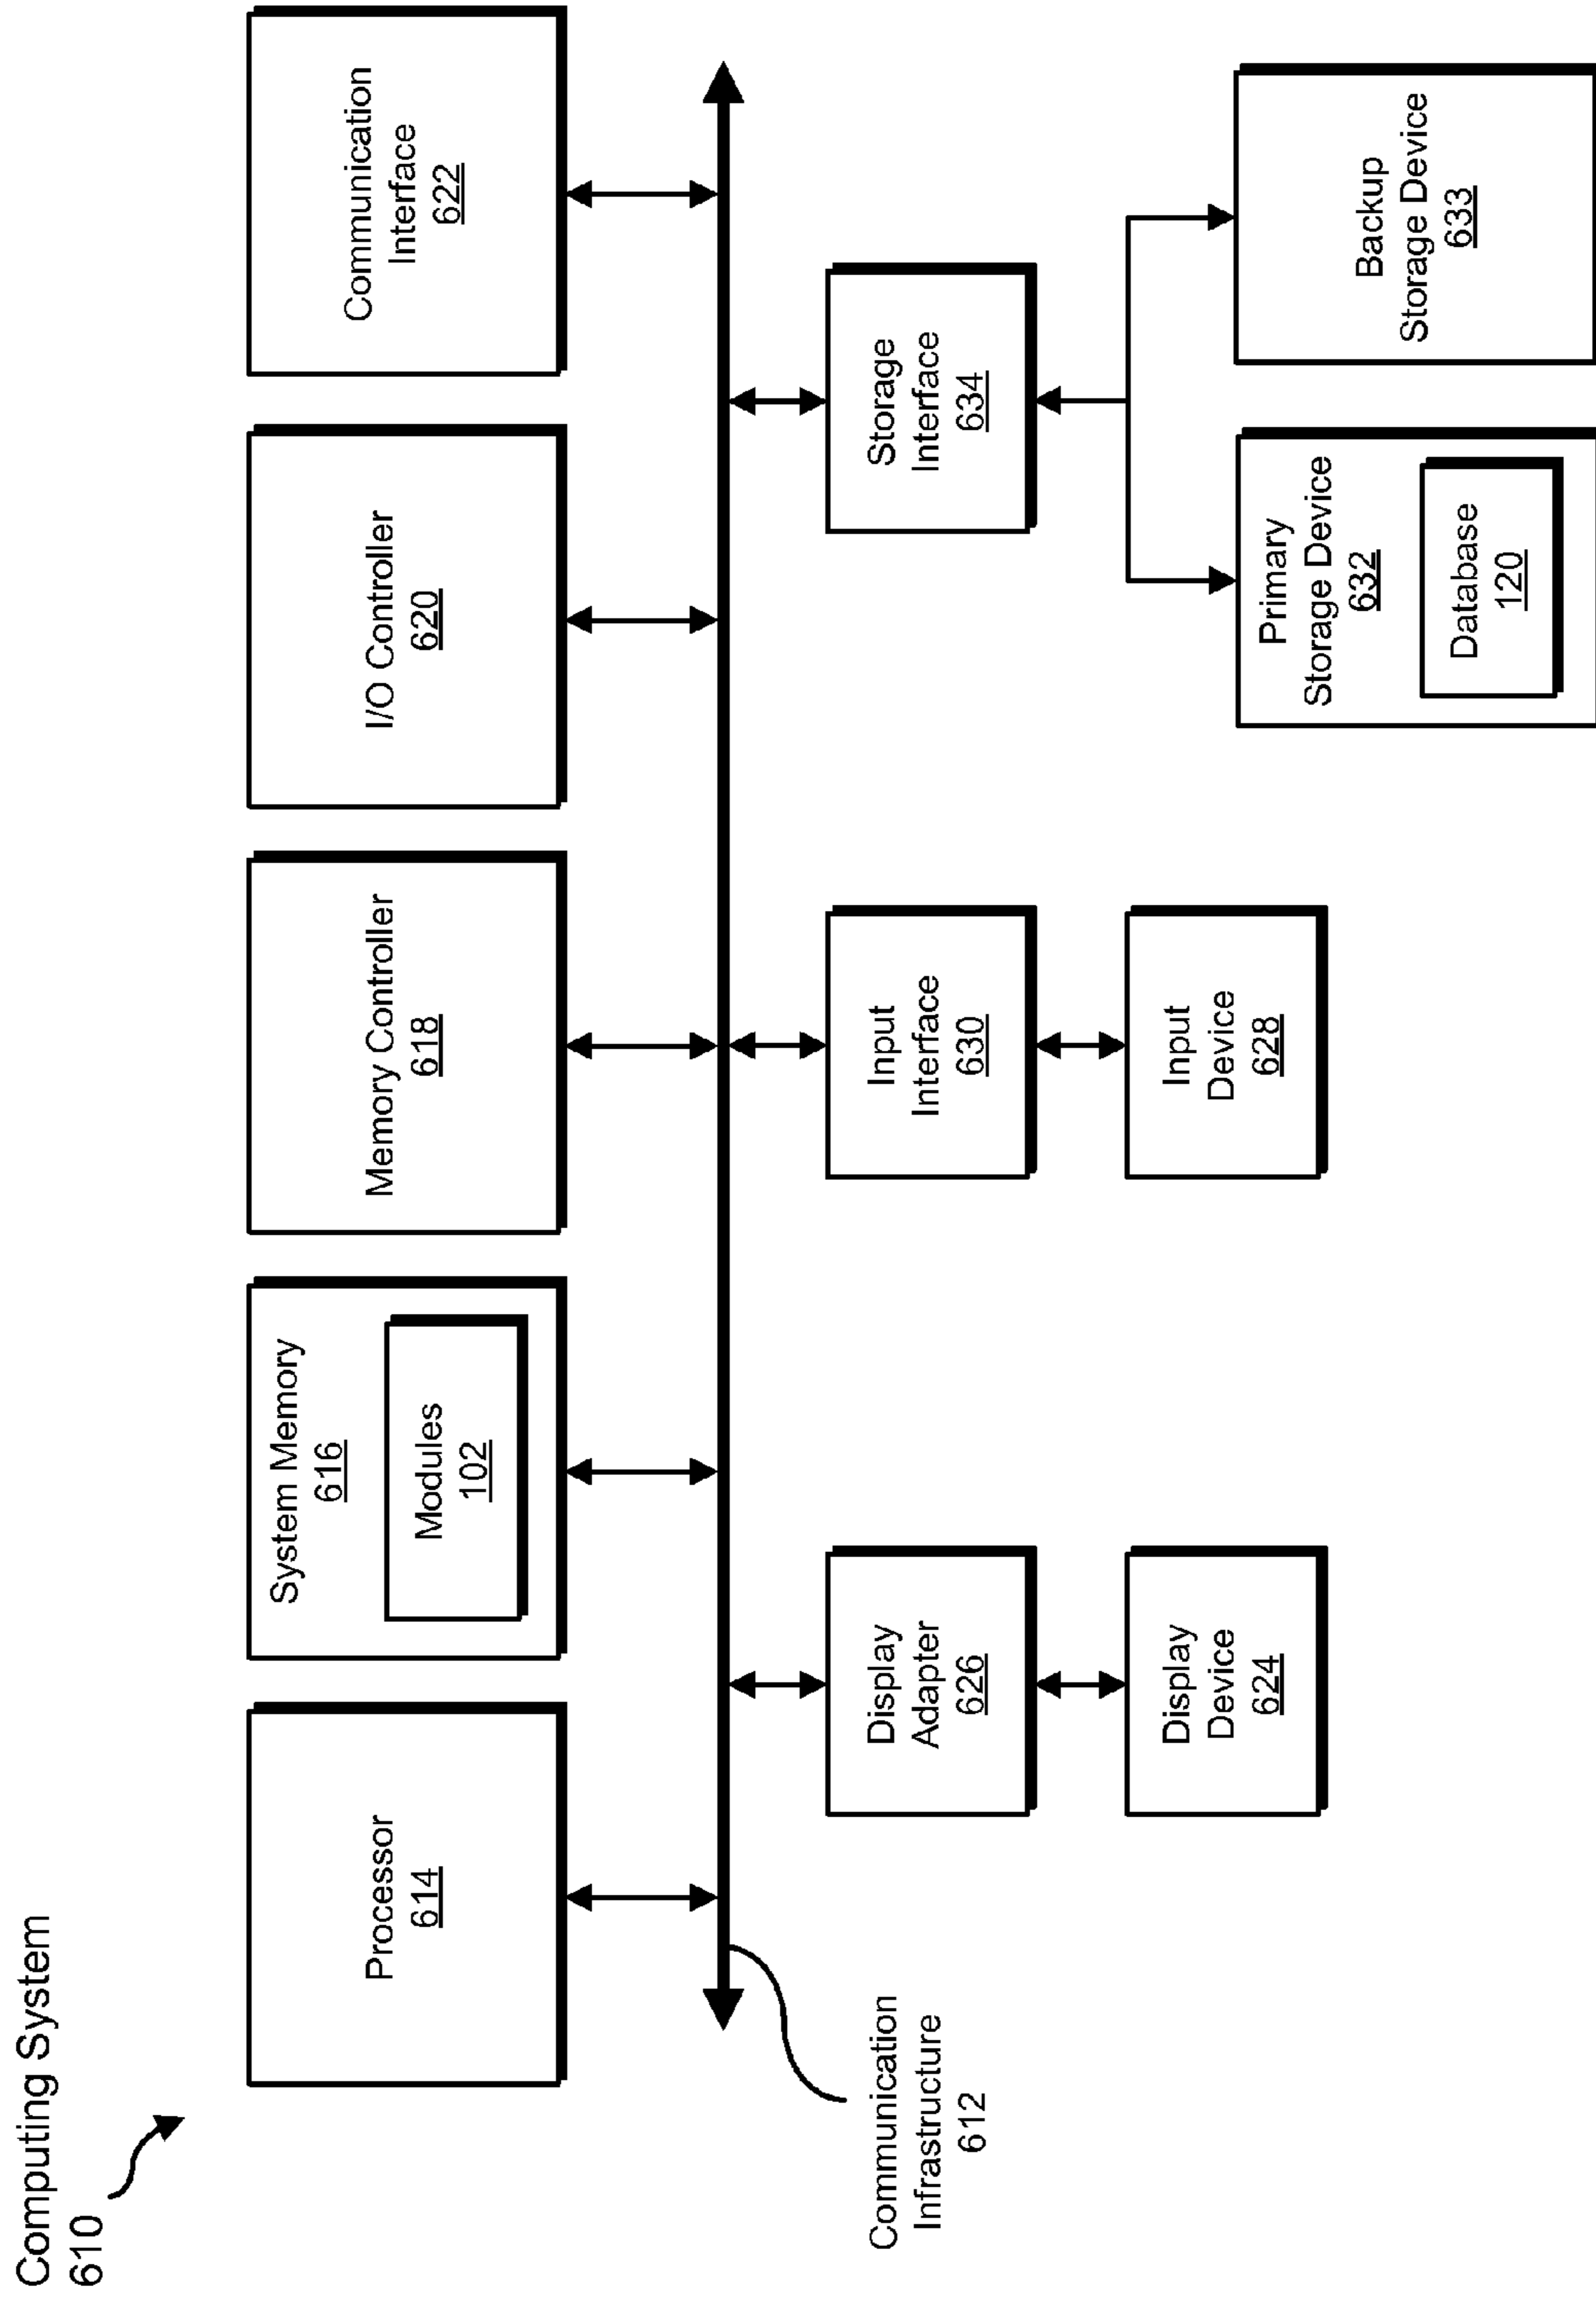 Computing System
610
Processor
614
System Memory
616
Modules
102
Memory Controller
618
I/O Controller
620
Communication
Interface
622
Communication
Infrastructure
612
Display
Adapter
626
Display
Device
624
Input
Interface
630
Input
Device
628
Storage
Interface
634
Primary
Storage Device
632
Database
120
Backup
Storage Device
633